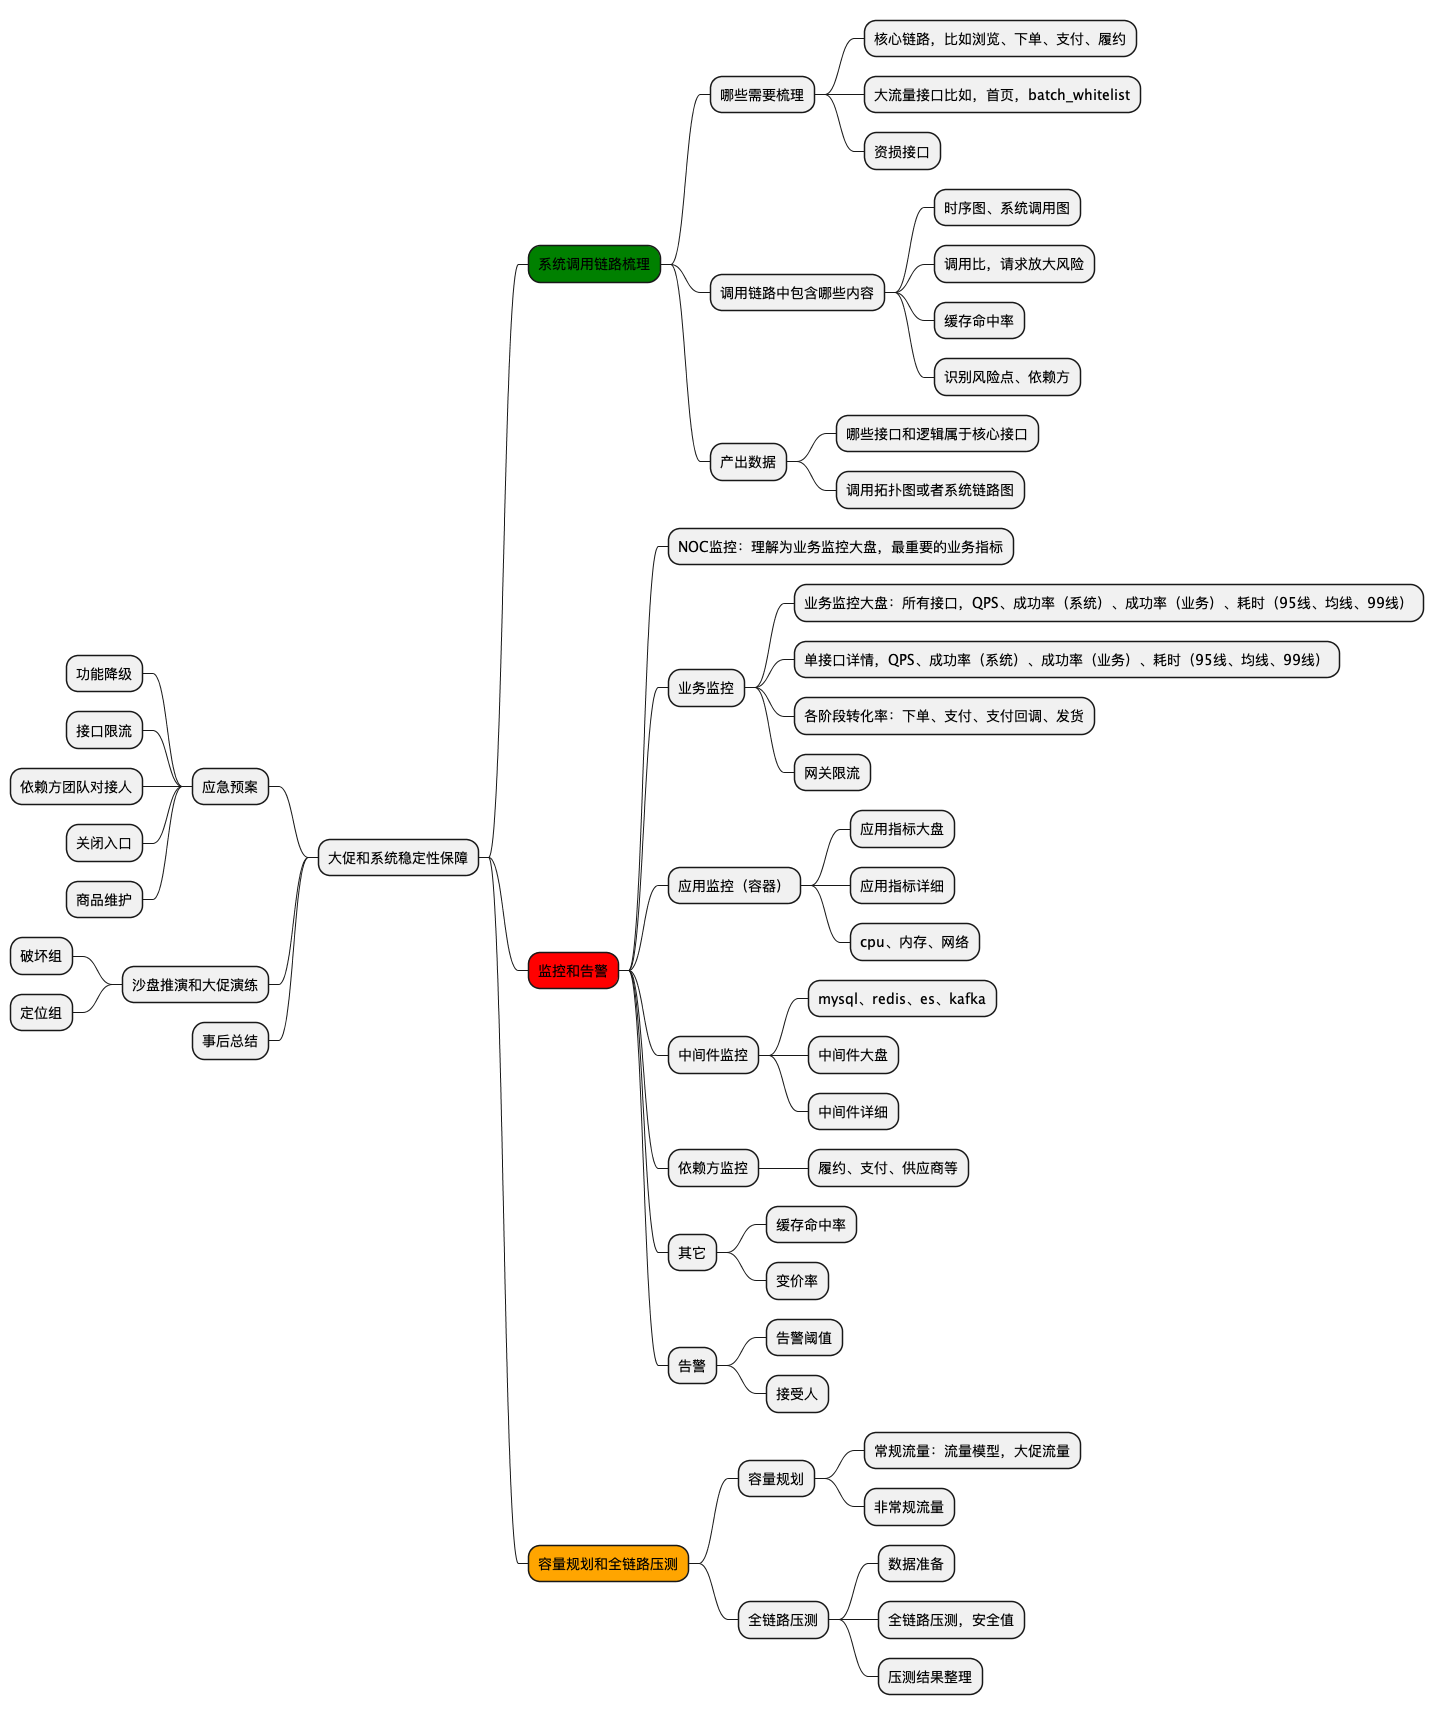 大促和系统稳定性保障
系统调用链路梳理
哪些需要梳理
核心链路，比如浏览、下单、支付、履约
大流量接口比如，首页，batch_whitelist
资损接口
调用链路中包含哪些内容
时序图、系统调用图
调用比，请求放大风险
缓存命中率
识别风险点、依赖方
产出数据
哪些接口和逻辑属于核心接口
调用拓扑图或者系统链路图
监控和告警
NOC监控：理解为业务监控大盘，最重要的业务指标
业务监控
业务监控大盘：所有接口，QPS、成功率（系统）、成功率（业务）、耗时（95线、均线、99线）
单接口详情，QPS、成功率（系统）、成功率（业务）、耗时（95线、均线、99线）
各阶段转化率：下单、支付、支付回调、发货
网关限流
应用监控（容器）
应用指标大盘
应用指标详细
cpu、内存、网络
中间件监控
mysql、redis、es、kafka
中间件大盘
中间件详细
依赖方监控
履约、支付、供应商等
其它
缓存命中率
变价率
告警
告警阈值
接受人
容量规划和全链路压测
容量规划
常规流量：流量模型，大促流量
非常规流量
全链路压测
数据准备
全链路压测，安全值
压测结果整理
应急预案
功能降级
接口限流
依赖方团队对接人
关闭入口
商品维护
沙盘推演和大促演练
破坏组
定位组
事后总结